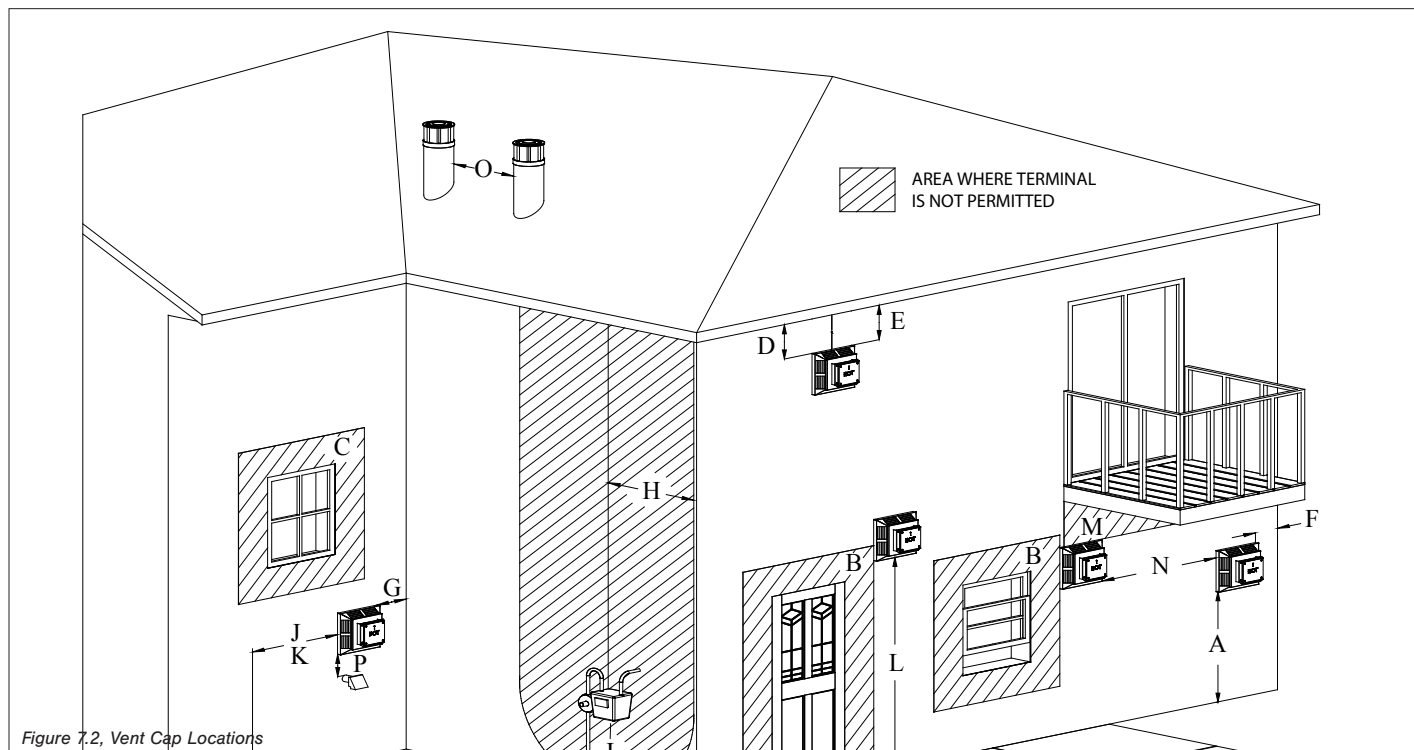 O
AREA WHERE TERMINAL
IS NOT PERMITTED
D
E
C
H
F
M
B
B
N
G
J
K
P
L
A
Figure 7.2, Vent Cap Locations